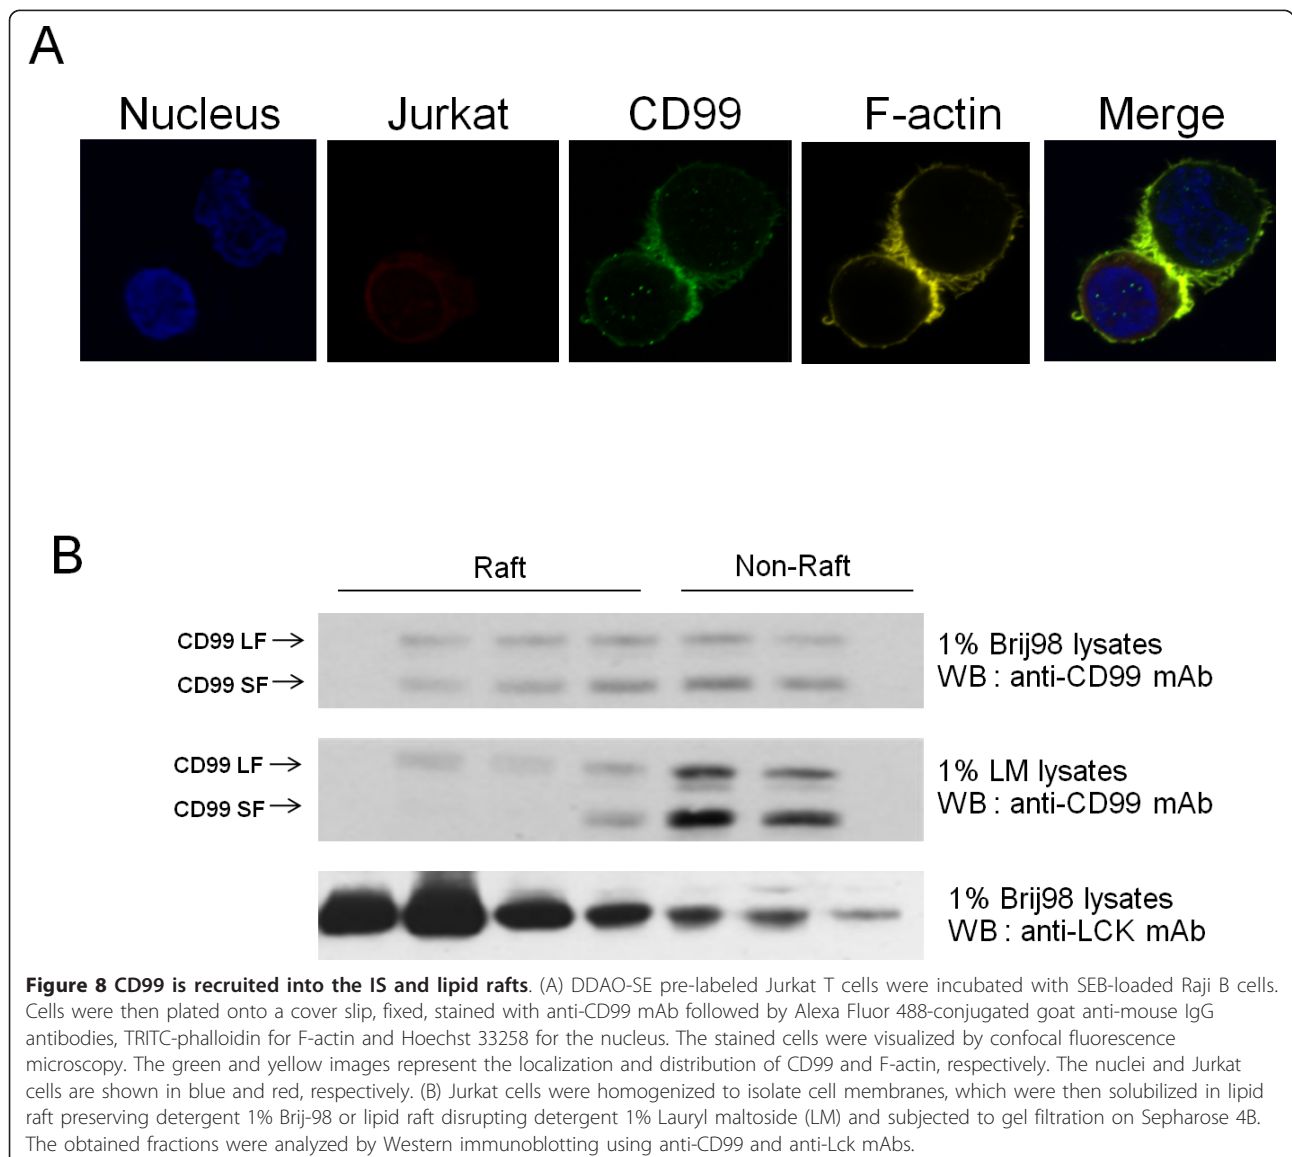 A
Nucleus Jurkat CD99 F-actin Merge
B
Raft Non-Raft
CD99 LF→
CD99 SF→
1% Brij98 lysates
WB : anti-CD99 mAb
CD99 LF→
CD99 SF→
1% LM lysates
WB : anti-CD99 mAb
1% Brij98 lysates
WB : anti-LCK mAb
Figure 8 CD99 is recruited into the IS and lipid rafts. (A) DDAO-SE pre-labeled Jurkat T cells were incubated with SEB-loaded Raji B cells.
Cells were then plated onto a cover slip, fixed, stained with anti-CD99 mAb followed by Alexa Fluor 488-conjugated goat anti-mouse IgG
antibodies, TRITC-phalloidin for F-actin and Hoechst 33258 for the nucleus. The stained cells were visualized by confocal fluorescence
microscopy. The green and yellow images represent the localization and distribution of CD99 and F-actin, respectively. The nuclei and Jurkat
cells are shown in blue and red, respectively. (B) Jurkat cells were homogenized to isolate cell membranes, which were then solubilized in lipid
raft preserving detergent 1% Brij-98 or lipid raft disrupting detergent 1% Lauryl maltoside (LM) and subjected to gel filtration on Sepharose 4B.
The obtained fractions were analyzed by Western immunoblotting using anti-CD99 and anti-Lck mAbs.